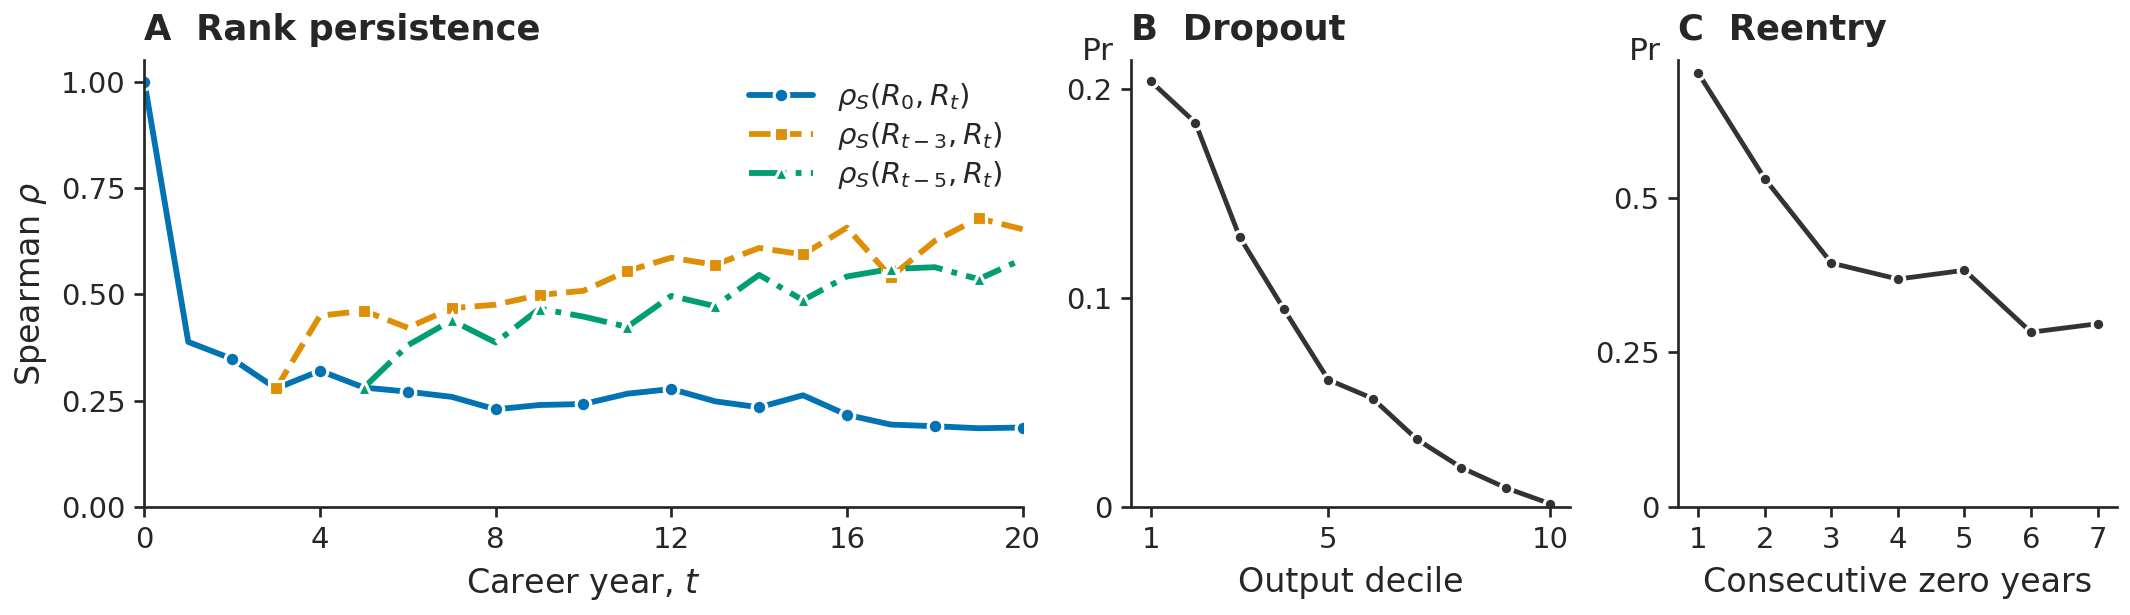 A Rank persistence
1.00
0.75
0.50
0.25
0.00
Spearman ρ
0 4 8 12 16 20
Career year, t
ρS(R0, Rt)
ρS(Rt−3, Rt)
ρS(Rt−5, Rt)
B Dropout
Pr
0.2
0.1
0
1 5 10
Output decile
C Reentry
Pr
0.5
0.25
0
1 2 3 4 5 6 7
Consecutive zero years